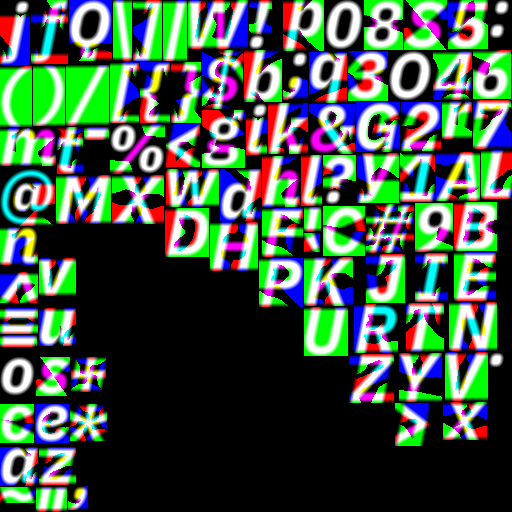 j f Q \ ] | W ! p 0 8 S 5 :
( ) / [ { } $ b ; q 3 O 4 6
m t - % < g i k & G 2 r 7
@ M X w d h l ? y 1 A L
n D H F ! C # 9 B
^ v P K J I E
= u U R T N
o s + Z Y V .
c e * > x
a z
~ " ,